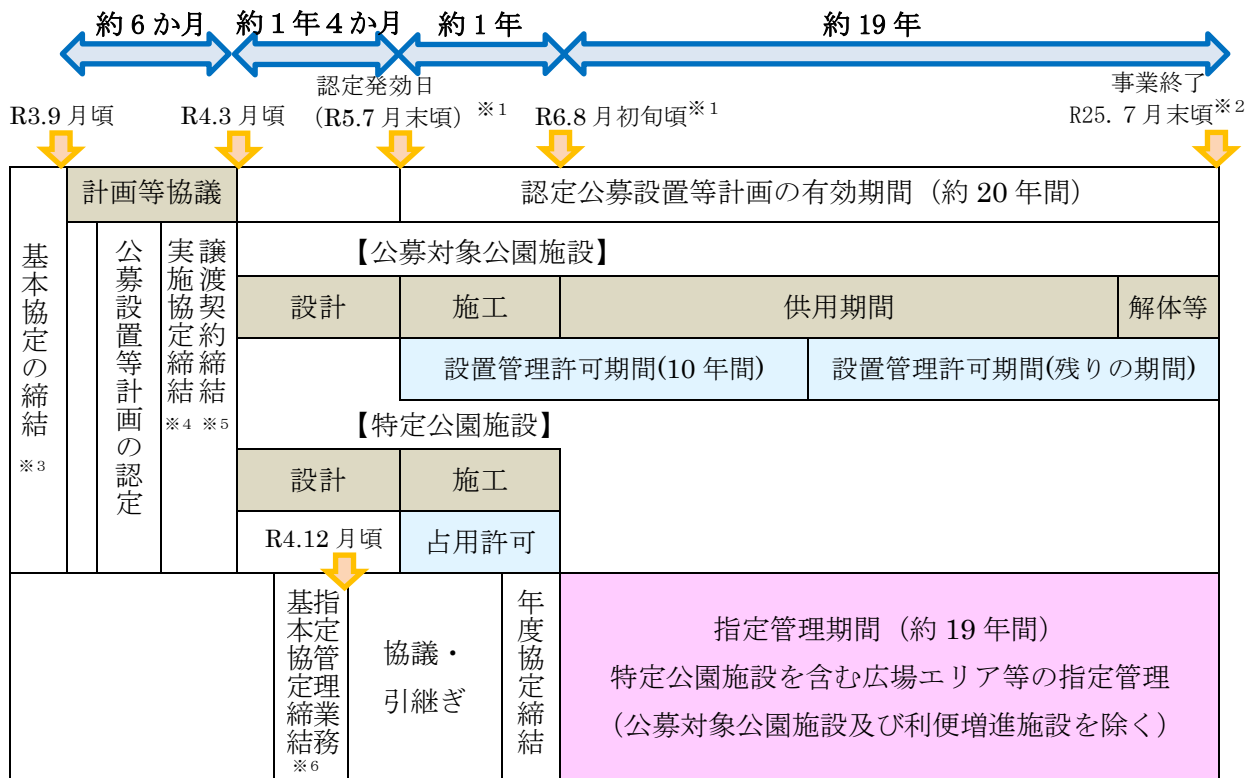 約6か月 約1年4か月 約1年 約19年
認定発効日 事業終了
R3.9月頃 R4.3月頃 (R5.7月末頃)※1 R6.8月初旬頃※1 R25.7月末頃※2
計画等協議 認定公募設置等計画の有効期間(約20年間)
基本協定の締結※3
公募設置等計画の認定
譲渡契約締結※5
実施協定締結※4
【公募対象公園施設】
設計 施工 供用期間 解体等
設置管理許可期間(10年間) 設置管理許可期間(残りの期間)
【特定公園施設】
設計 施工
R4.12月頃 占用許可
指定管理業務
基本協定締結※6
協議・
引継ぎ
年度協定締結
指定管理期間(約19年間)
特定公園施設を含む広場エリア等の指定管理
(公募対象公園施設及び利便増進施設を除く)